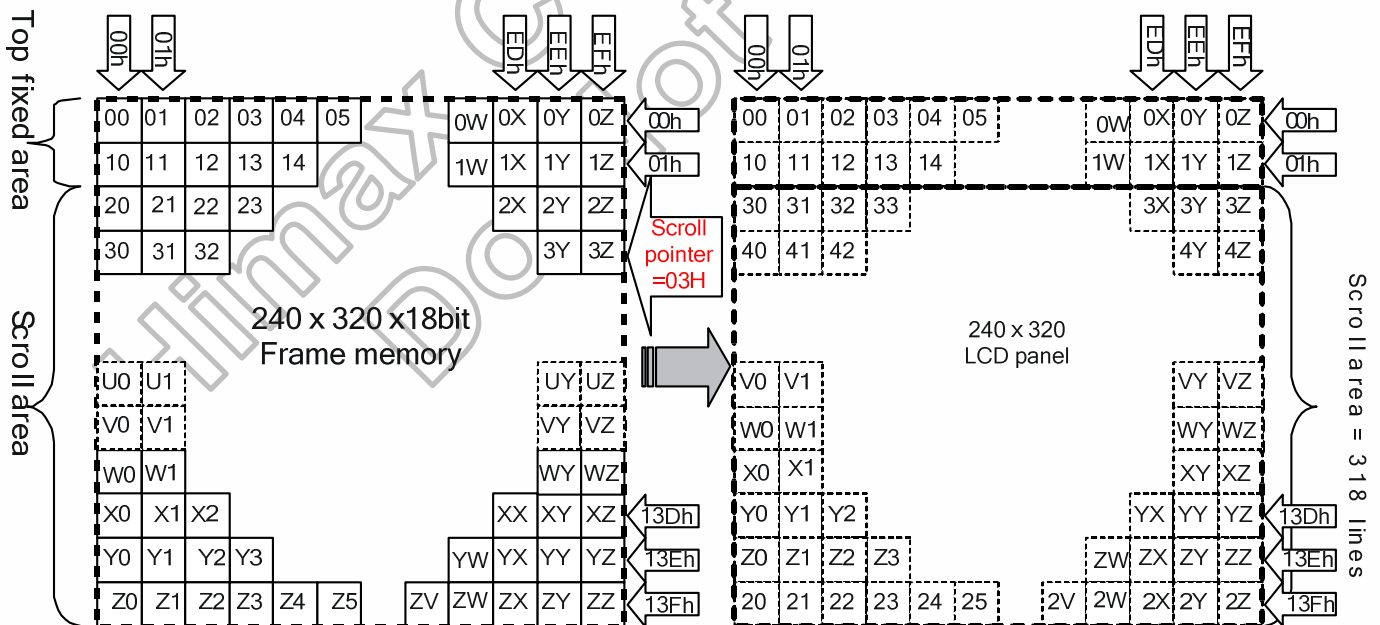 00h 01h EDh EEh EFh 00h 01h EDh EEh EFh
Top fixed area
00 01 02 03 04 05 0W 0X 0Y 0Z 00h 00 01 02 03 04 05 0W 0X 0Y 0Z 00h
10 11 12 13 14 1W 1X 1Y 1Z 01h 10 11 12 13 14 1W 1X 1Y 1Z 01h
20 21 22 23 2X 2Y 2Z 30 31 32 33 3X 3Y 3Z
30 31 32 3Y 3Z 40 41 42 4Y 4Z
Scroll
pointer
=03H
Scroll area
240 x 320 x18bit
Frame memory
240 x 320
LCD panel
Scroll area = 318 lines
U0 U1 UY UZ V0 V1 VY VZ
V0 V1 VY VZ W0 W1 WY WZ
W0 W1 WY WZ X0 X1 XY XZ
X0 X1 X2 XX XY XZ 13Dh Y0 Y1 Y2 YX YY YZ 13Dh
Y0 Y1 Y2 Y3 YW YX YY YZ 13Eh Z0 Z1 Z2 Z3 ZW ZX ZY ZZ 13Eh
Z0 Z1 Z2 Z3 Z4 Z5 ZV ZW ZX ZY ZZ 13Fh 20 21 22 23 24 25 2V 2W 2X 2Y 2Z 13Fh
Himax C
Do Not